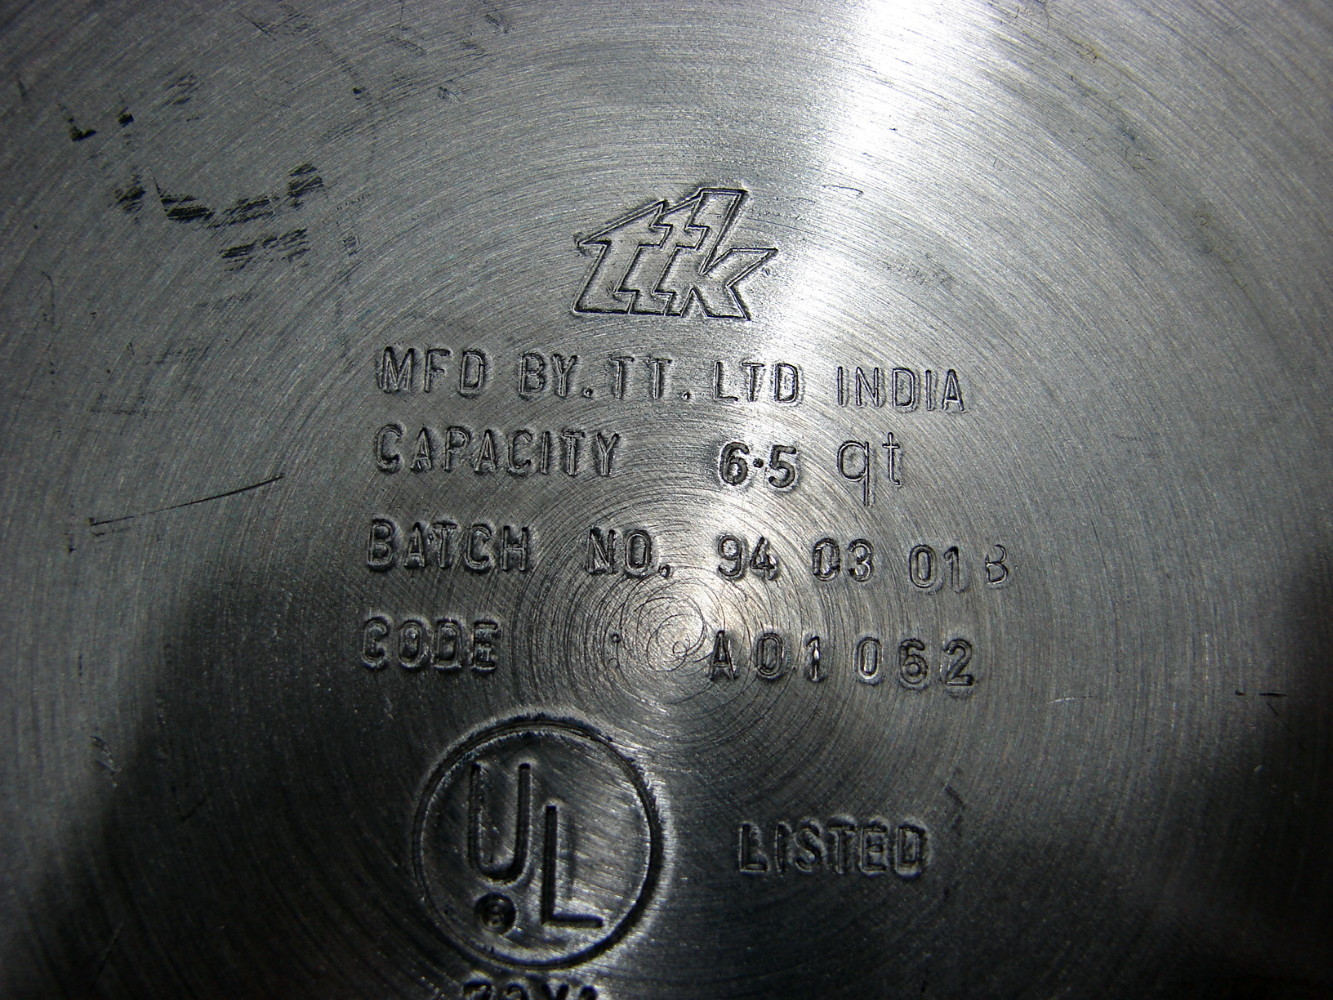 ttk
MFD BY. TT. LTD INDIA
CAPACITY 6.5 qt
BATCH NO. 94 03 01B
CODE : A01 062
UL
®
LISTED